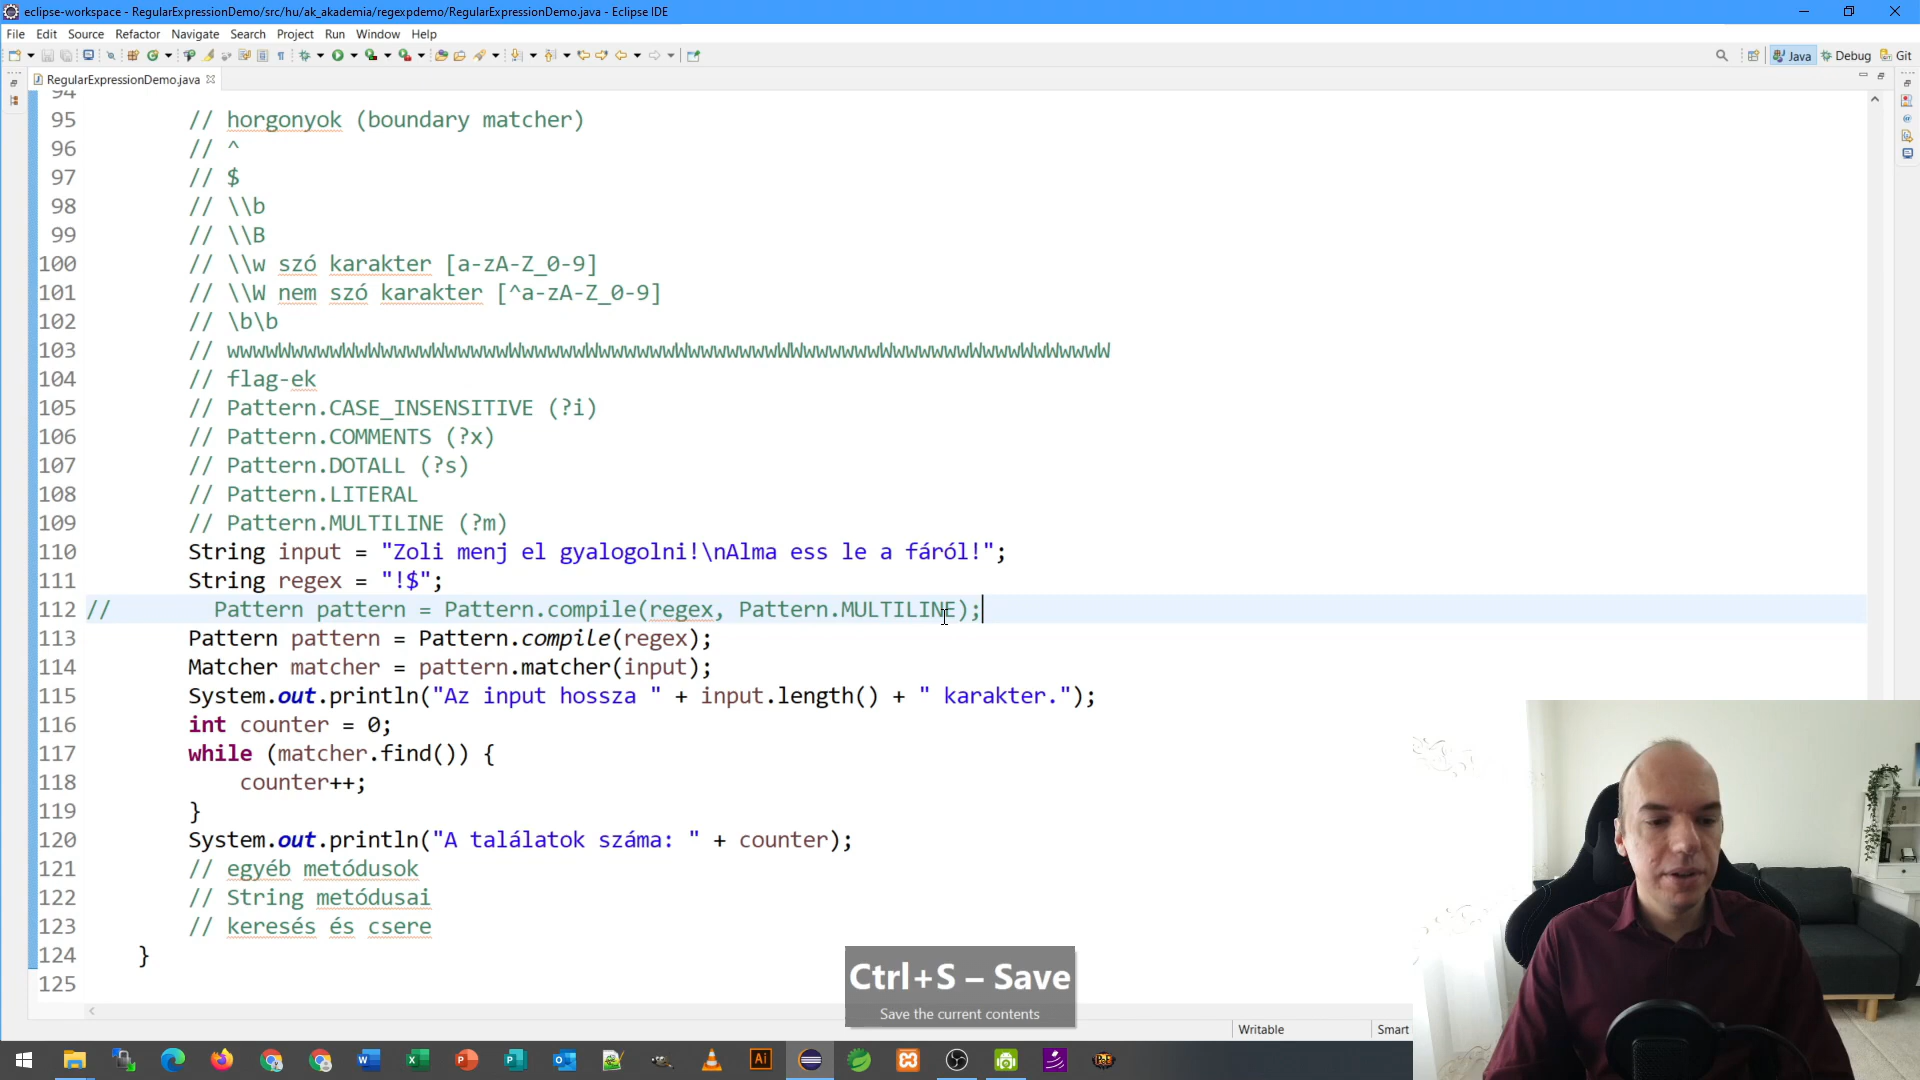 eclipse-workspace - RegularExpressionDemo/src/hu/ak_akademia/regexpdemo/RegularExpressionDemo.java - Eclipse IDE
File Edit Source Refactor Navigate Search Project Run Window Help
Java Debug Git
RegularExpressionDemo.java
94
95 // horgonyok (boundary matcher)
96 // ^
97 // $
98 // \\b
99 // \\B
100 // \\w szó karakter [a-zA-Z_0-9]
101 // \\W nem szó karakter [^a-zA-Z_0-9]
102 // \b\b
103 //
104 // flag-ek
105 // Pattern.CASE_INSENSITIVE (?i)
106 // Pattern.COMMENTS (?x)
107 // Pattern.DOTALL (?s)
108 // Pattern.LITERAL
109 // Pattern.MULTILINE (?m)
110 String input = "Zoli menj el gyalogolni!\nAlma ess le a fáról!";
111 String regex = "!$";
112 // Pattern pattern = Pattern.compile(regex, Pattern.MULTILINE);
113 Pattern pattern = Pattern.compile(regex);
114 Matcher matcher = pattern.matcher(input);
115 System.out.println("Az input hossza " + input.length() + " karakter.");
116 int counter = 0;
117 while (matcher.find()) {
118 counter++;
119 }
120 System.out.println("A találatok száma: " + counter);
121 // egyéb metódusok
122 // String metódusai
123 // keresés és csere
124 }
125
Ctrl+S – Save
Save the current contents
Writable Smart